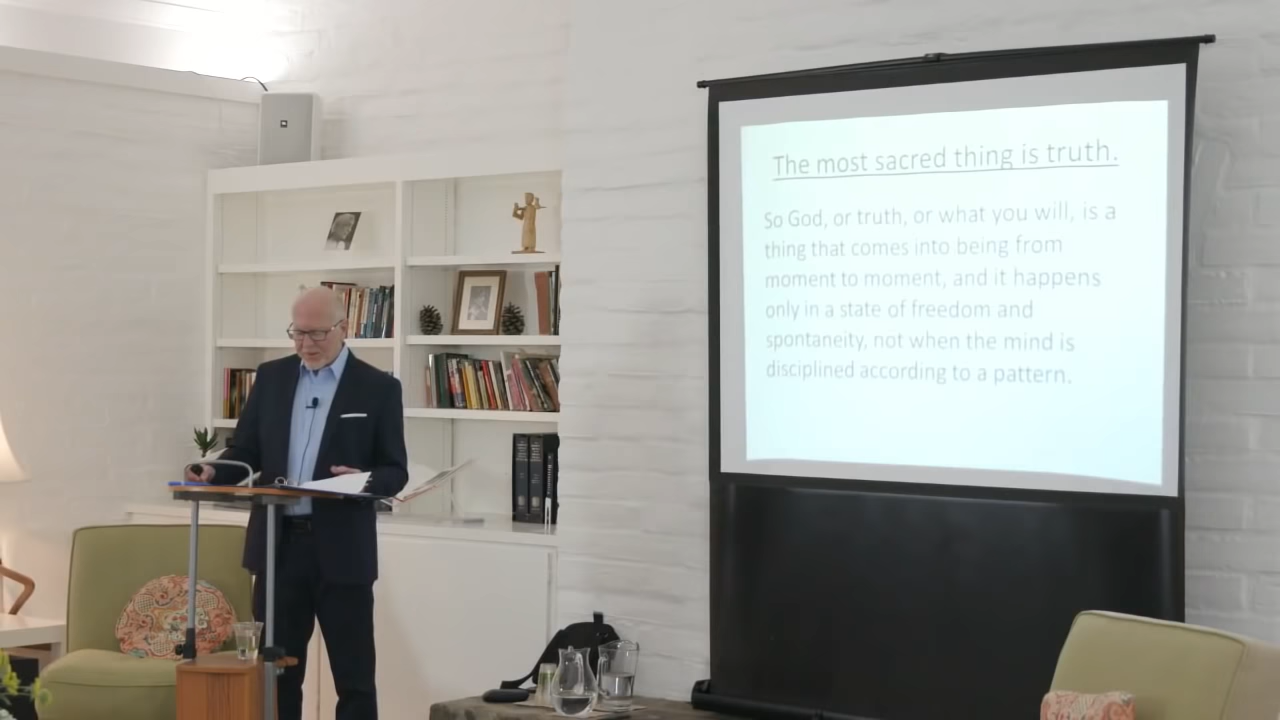 The most sacred thing is truth.
So God, or truth, or what you will, is a
thing that comes into being from
moment to moment, and it happens
only in a state of freedom and
spontaneity, not when the mind is
disciplined according to a pattern.